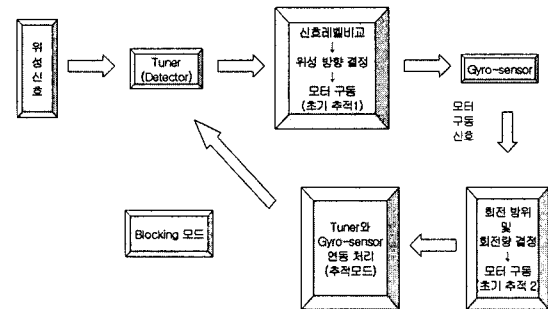 위
성
신
호
Tuner
(Detector)
신호레벨비교
↓
위성 방향 결정
↓
모터 구동
(초기 추적1)
Gyro-sensor
모터
구동
신호
회전 방위
및
회전량 결정
↓
모터 구동
(초기 추적 2)
Tuner와
Gyro-sensor
연동 처리
(추적모드)
Blocking 모드